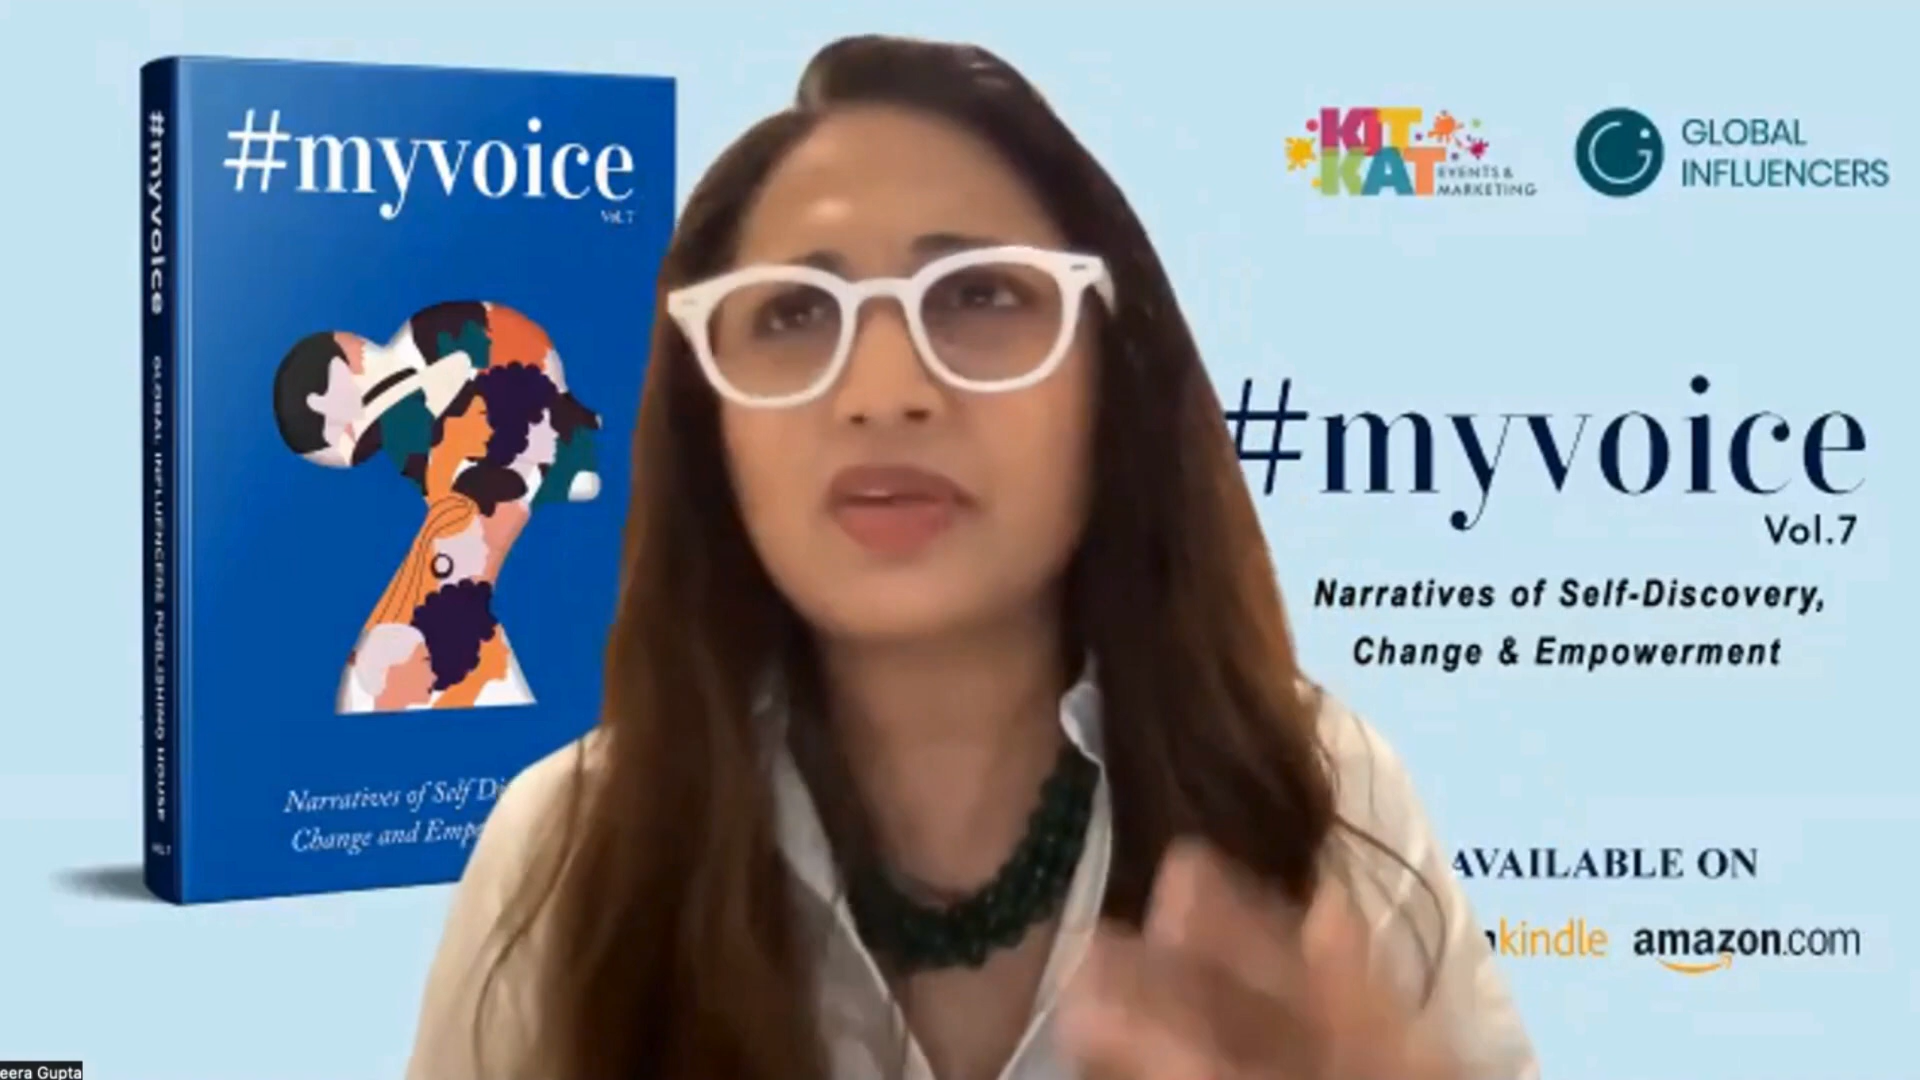 #myvoice
Vol.7
#myvoice
GLOBAL INFLUENCERS PUBLISHING HOUSE
Narratives of Self Di
Change and Empo
KIT
KAT
EVENTS &
MARKETING
GLOBAL
INFLUENCERS
#myvoice
Vol.7
Narratives of Self-Discovery,
Change & Empowerment
AVAILABLE ON
kindle amazon.com
eera Gupta